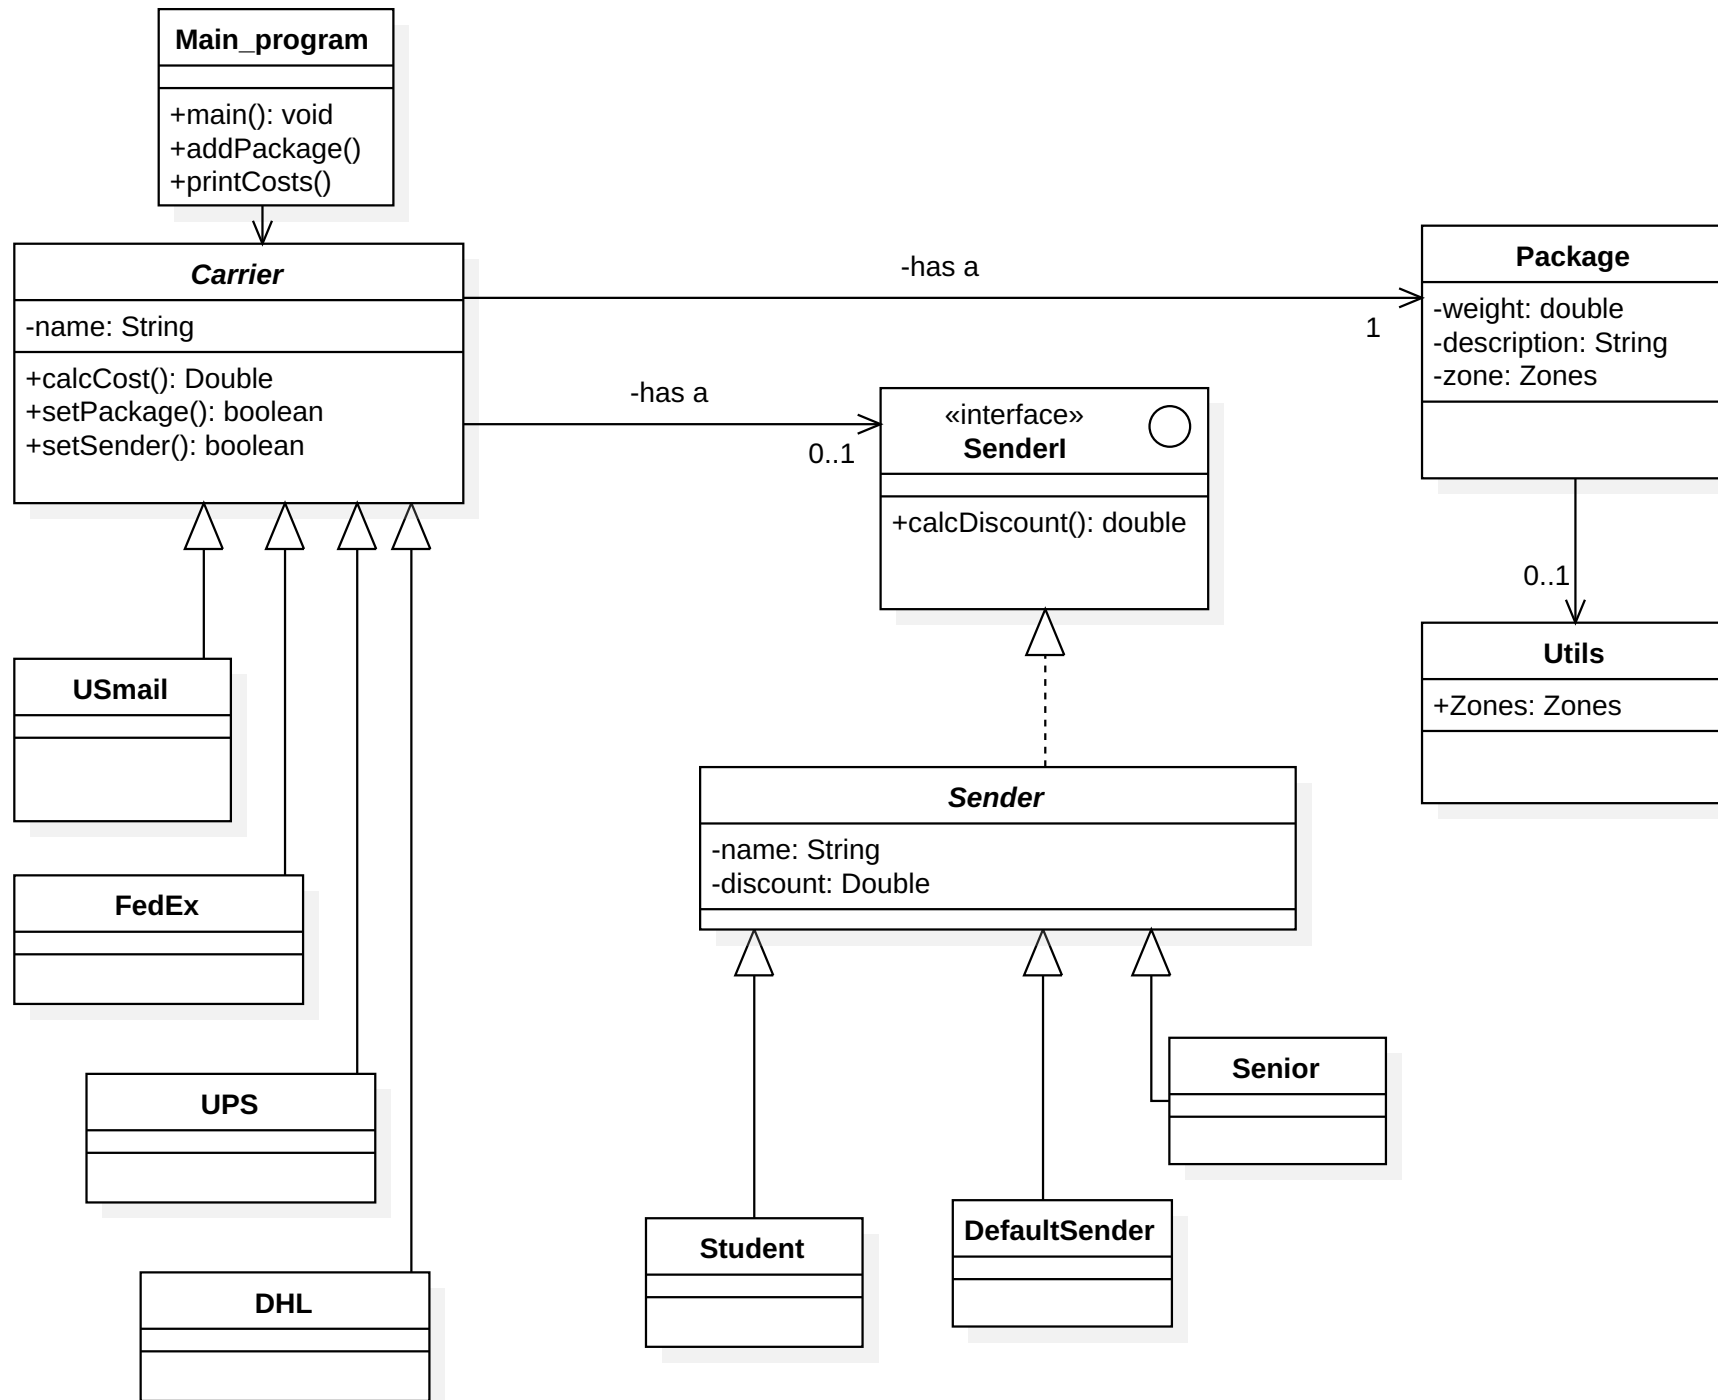 Main_program
+main(): void
+addPackage()
+printCosts()
Carrier
-name: String
+calcCost(): Double
+setPackage(): boolean
+setSender(): boolean
-has a
1
-has a
0..1
Package
-weight: double
-description: String
-zone: Zones
«interface»
SenderI
+calcDiscount(): double
0..1
Utils
+Zones: Zones
USmail
Sender
-name: String
-discount: Double
FedEx
UPS
Senior
Student
DefaultSender
DHL